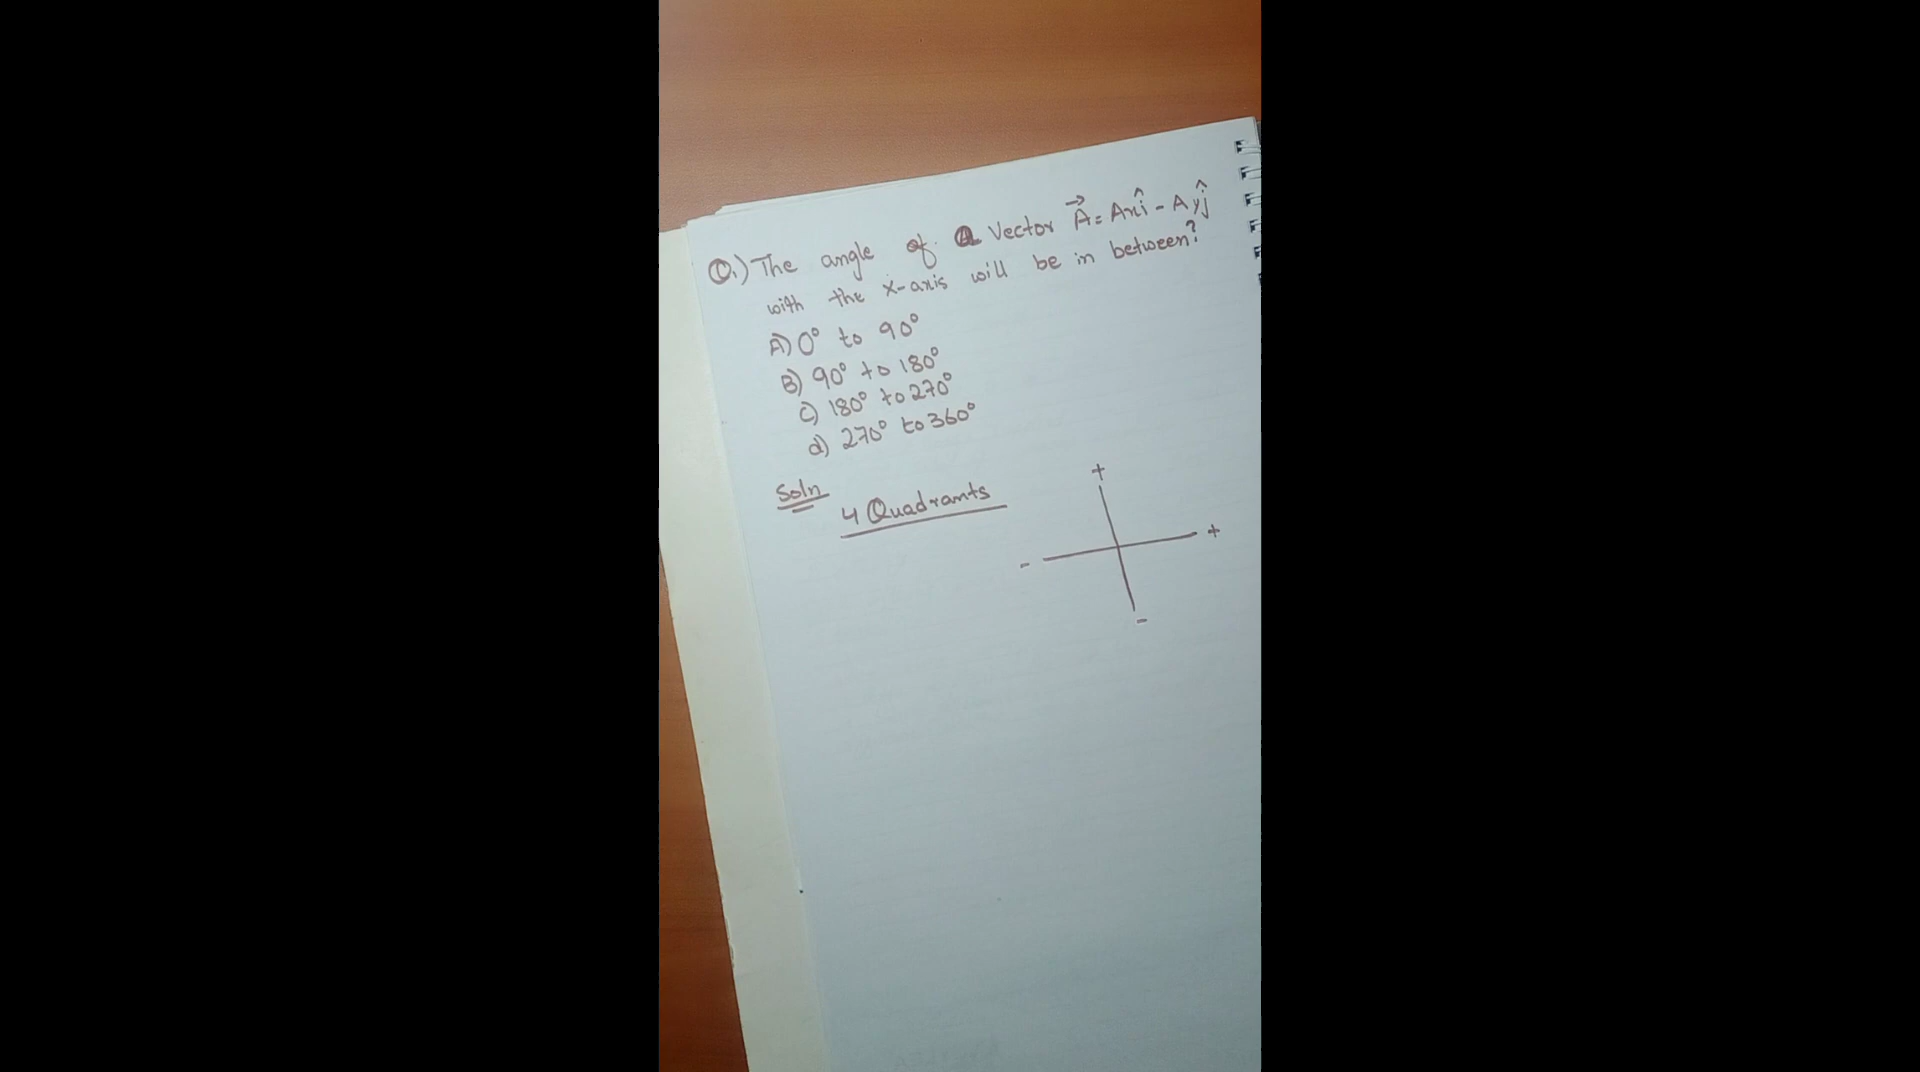 Q.) The angle of a Vector A⃗ = Axî - Ayĵ
with the x-axis will be in between?
A) 0° to 90°
B) 90° to 180°
C) 180° to 270°
d) 270° to 360°
Soln
4 Quadrants
+
- +
-